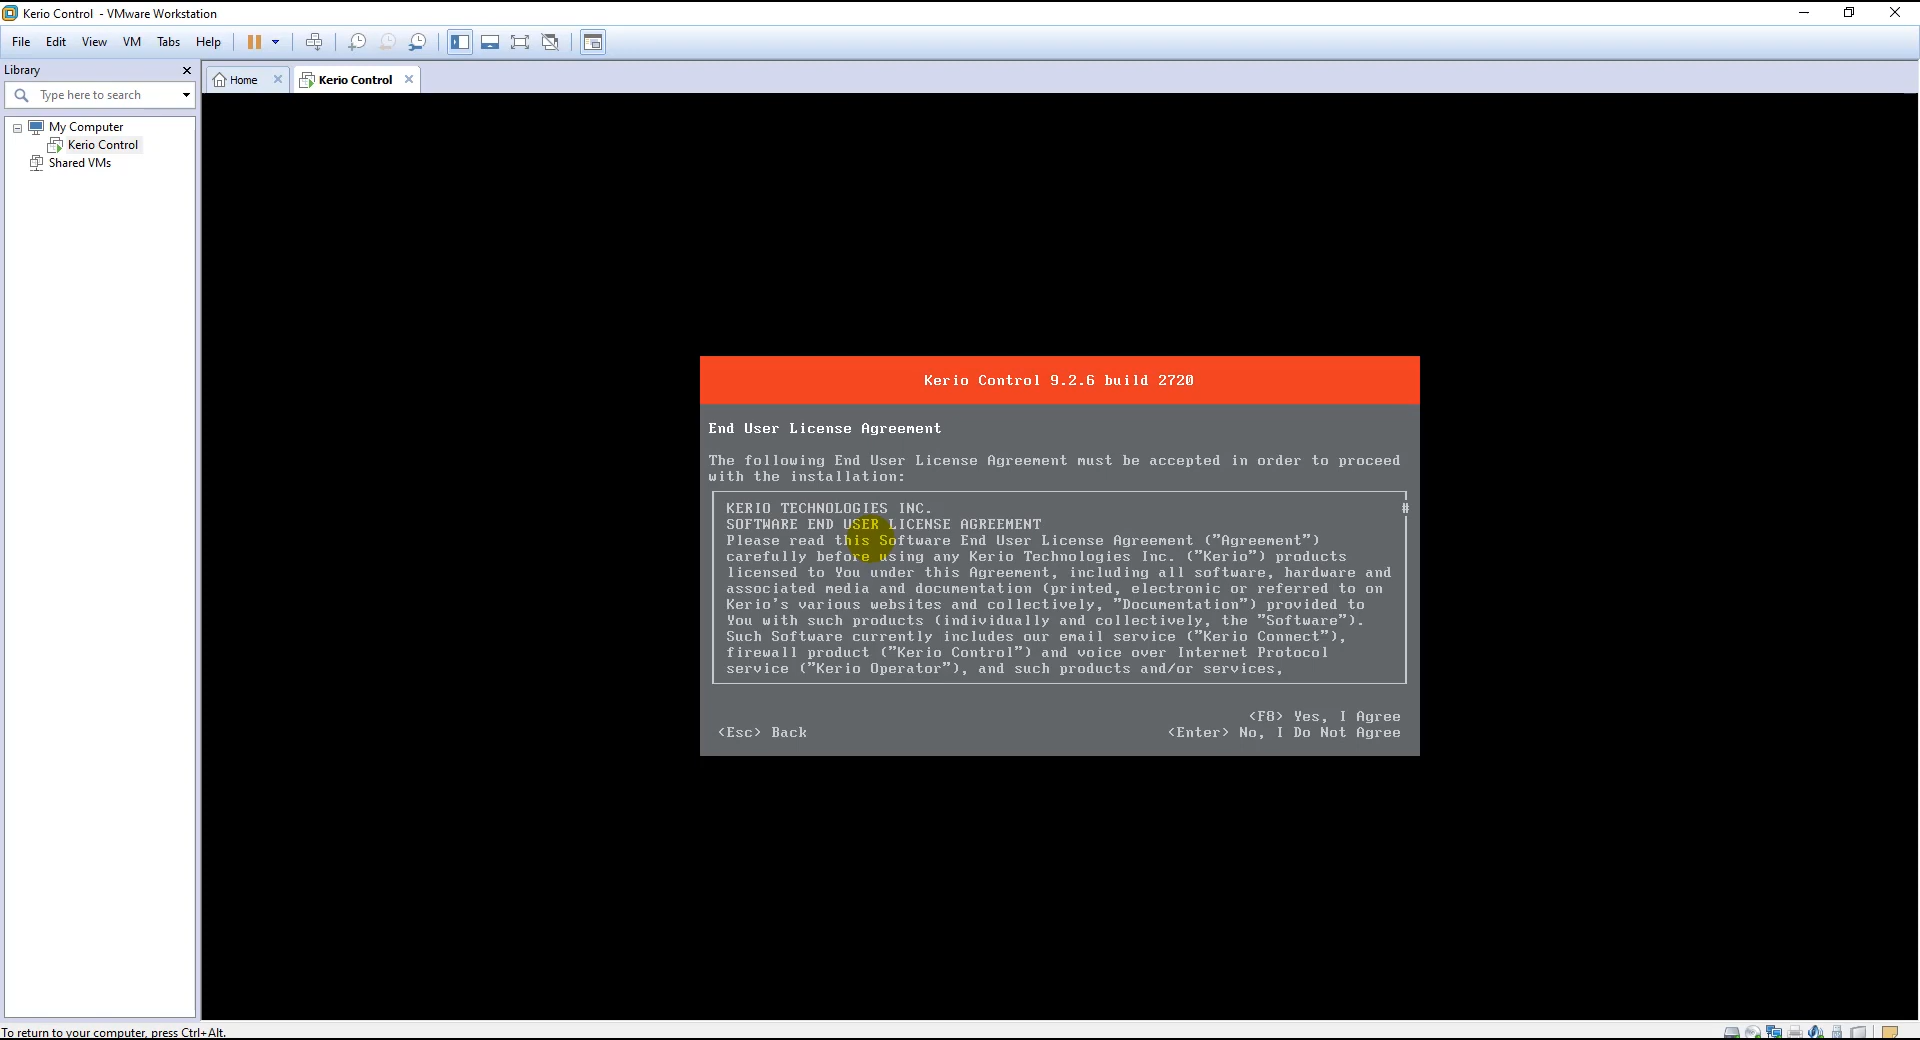 Kerio Control - VMware Workstation
File Edit View VM Tabs Help
Library
Type here to search
My Computer
Kerio Control
Shared VMs
Home
Kerio Control
Kerio Control 9.2.6 build 2720
End User License Agreement
The following End User License Agreement must be accepted in order to proceed
with the installation:
KERIO TECHNOLOGIES INC.
SOFTWARE END USER LICENSE AGREEMENT
Please read this Software End User License Agreement ("Agreement")
carefully before using any Kerio Technologies Inc. ("Kerio") products
licensed to You under this Agreement, including all software, hardware and
associated media and documentation (printed, electronic or referred to on
Kerio's various websites and collectively, "Documentation") provided to
You with such products (individually and collectively, the "Software").
Such Software currently includes our email service ("Kerio Connect"),
firewall product ("Kerio Control") and voice over Internet Protocol
service ("Kerio Operator"), and such products and/or services,
#
<F8> Yes, I Agree
<Esc> Back <Enter> No, I Do Not Agree
To return to your computer, press Ctrl+Alt.